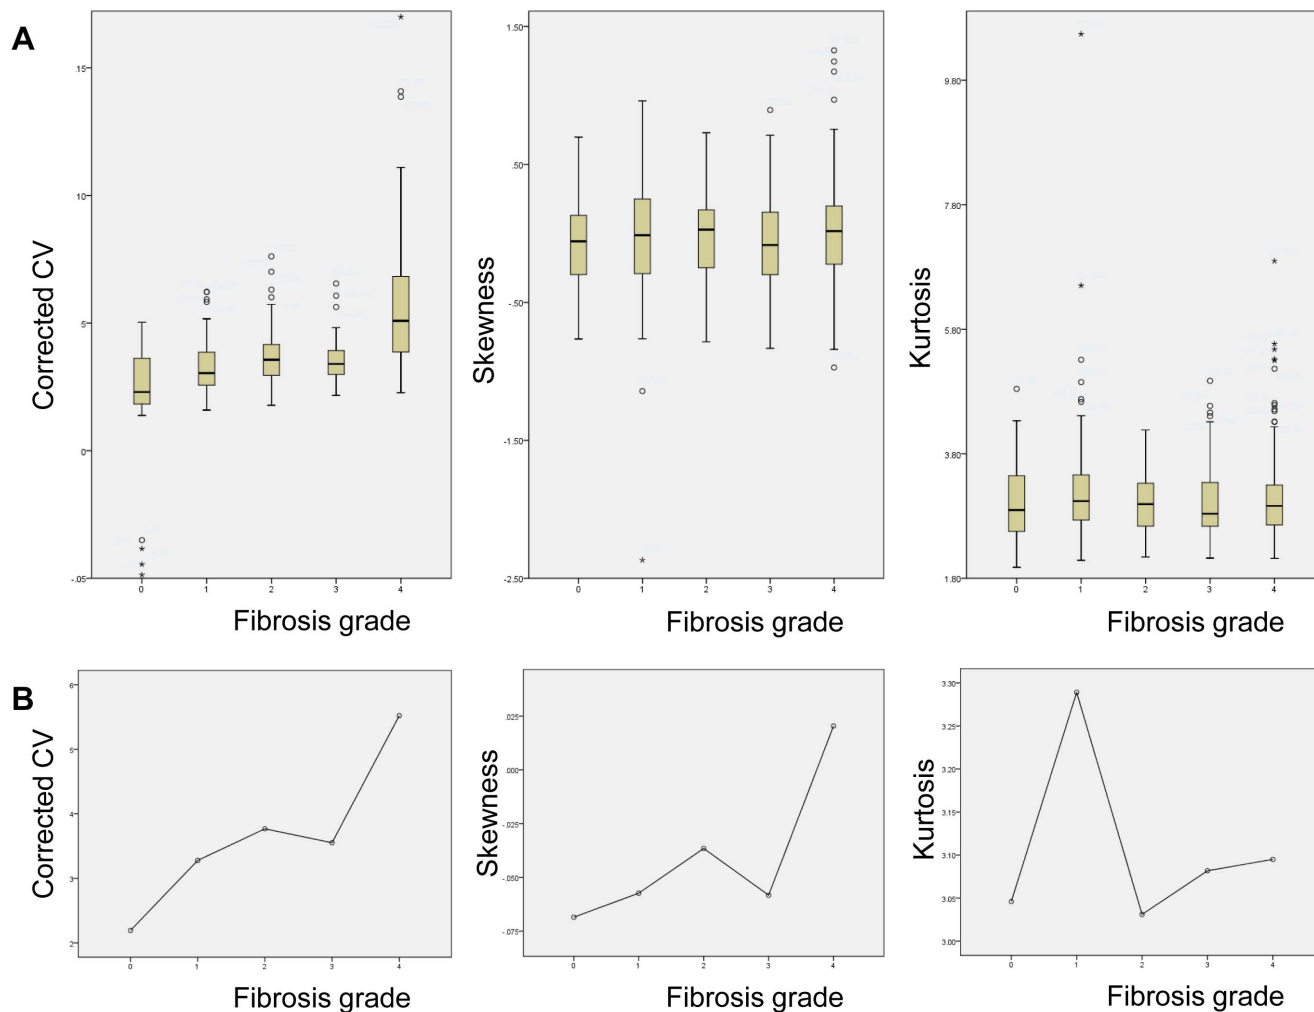 A
Corrected CV
15
10
5
0
-.05
0 1 2 3 4
Fibrosis grade
Skewness
1.50
.50
-.50
-1.50
-2.50
0 1 2 3 4
Fibrosis grade
Kurtosis
9.80
7.80
5.80
3.80
1.80
0 1 2 3 4
Fibrosis grade
B
Corrected CV
6
5
4
3
2
0 1 2 3 4
Fibrosis grade
Skewness
.025
.000
-.025
-.050
-.075
0 1 2 3 4
Fibrosis grade
Kurtosis
3.30
3.25
3.20
3.15
3.10
3.05
3.00
0 1 2 3 4
Fibrosis grade